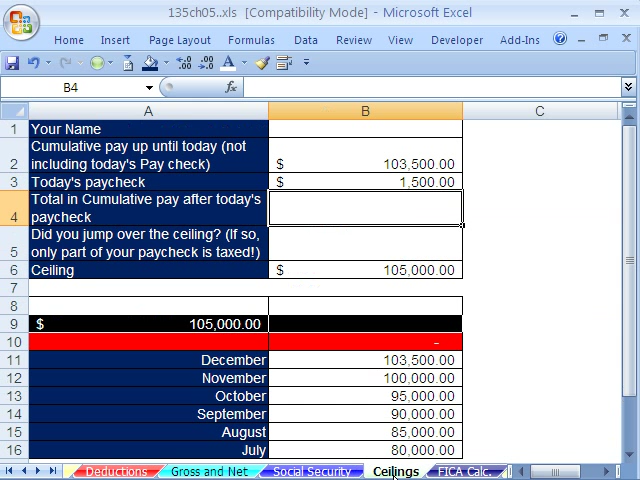 135ch05..xls [Compatibility Mode] - Microsoft Excel
Home Insert Page Layout Formulas Data Review View Developer Add-Ins
B4 fx
A B C
1 Your Name
2 Cumulative pay up until today (not including today's Pay check) $ 103,500.00
3 Today's paycheck $ 1,500.00
4 Total in Cumulative pay after today's paycheck
5 Did you jump over the ceiling? (If so, only part of your paycheck is taxed!)
6 Ceiling $ 105,000.00
7
8
9 $ 105,000.00
10 -
11 December 103,500.00
12 November 100,000.00
13 October 95,000.00
14 September 90,000.00
15 August 85,000.00
16 July 80,000.00
Deductions Gross and Net Social Security Ceilings FICA Calc.